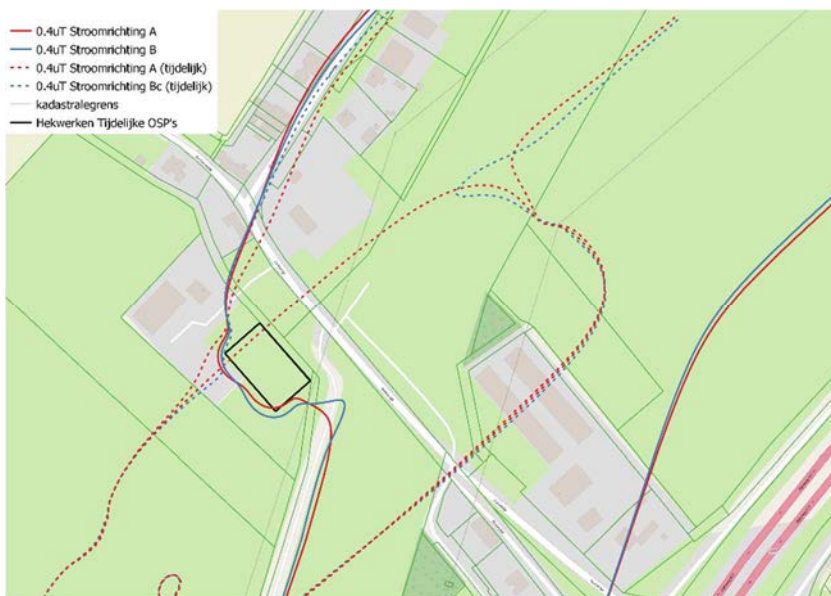 0.4uT Stroomrichting A
0.4uT Stroomrichting B
0.4uT Stroomrichting A (tijdelijk)
0.4uT Stroomrichting Bc (tijdelijk)
kadastralegrens
Hekwerken Tijdelijke OSP's